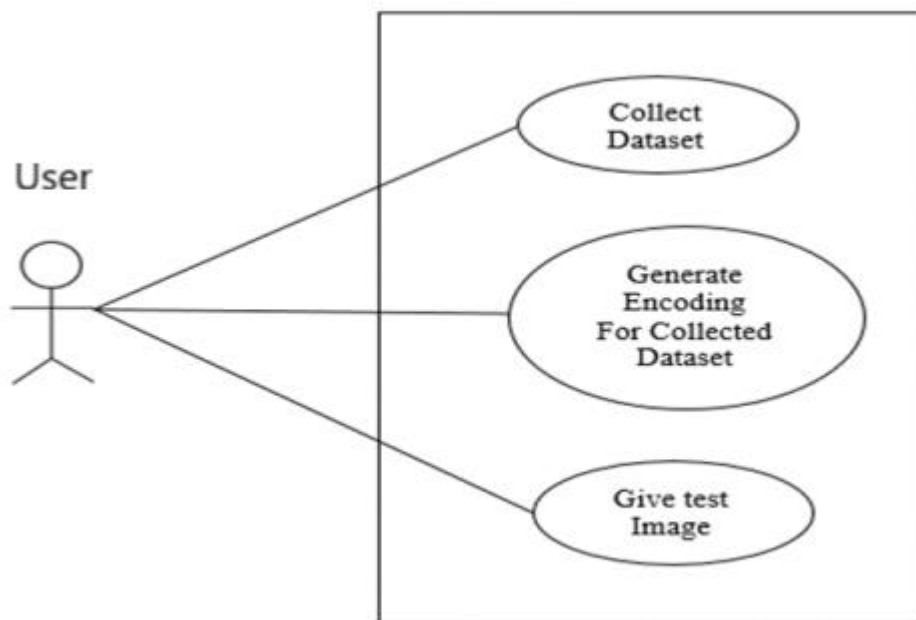 User
Collect
Dataset
Generate
Encoding
For Collected
Dataset
Give test
Image